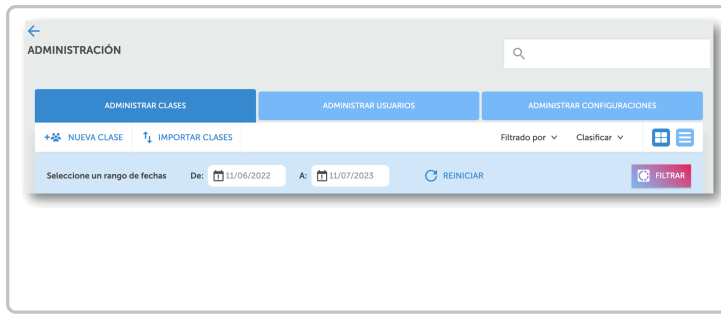 ADMINISTRACIÓN
ADMINISTRAR CLASES ADMINISTRAR USUARIOS ADMINISTRAR CONFIGURACIONES
NUEVA CLASE IMPORTAR CLASES Filtrado por Clasificar
Seleccione un rango de fechas De: 11/06/2022 A: 11/07/2023 REINICIAR FILTRAR